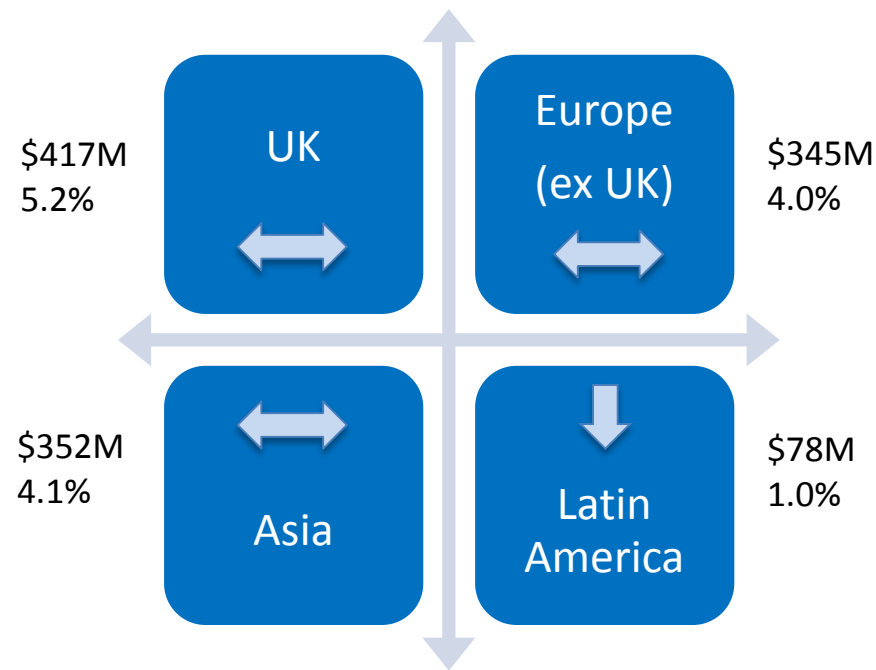 UK
$417M
5.2%
Europe
(ex UK)
$345M
4.0%
$352M
4.1%
Asia
Latin
America
$78M
1.0%